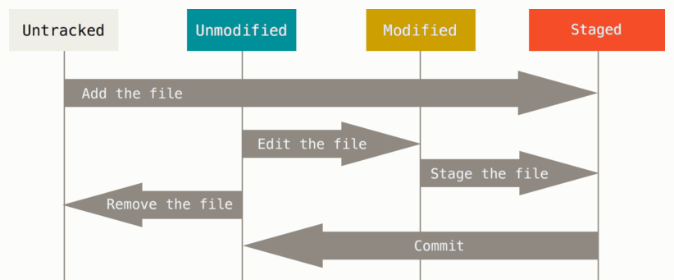 Untracked
Unmodified
Modified
Staged
Add the file
Edit the file
Stage the file
Remove the file
Commit